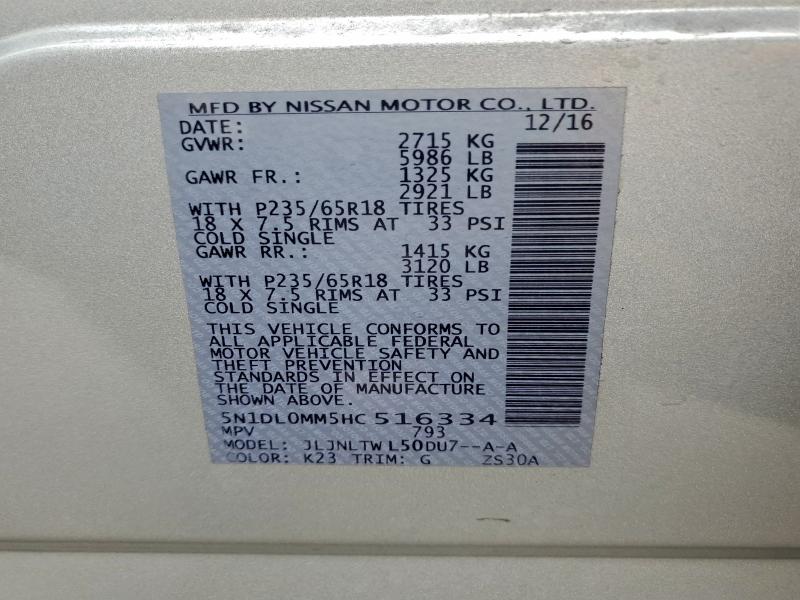 MFD BY NISSAN MOTOR CO., LTD.
DATE: 12/16
GVWR: 2715 KG
5986 LB
GAWR FR.: 1325 KG
2921 LB
WITH P235/65R18 TIRES
18 X 7.5 RIMS AT 33 PSI
COLD SINGLE
GAWR RR.: 1415 KG
3120 LB
WITH P235/65R18 TIRES
18 X 7.5 RIMS AT 33 PSI
COLD SINGLE
THIS VEHICLE CONFORMS TO
ALL APPLICABLE FEDERAL
MOTOR VEHICLE SAFETY AND
THEFT PREVENTION
STANDARDS IN EFFECT ON
THE DATE OF MANUFACTURE
SHOWN ABOVE.
5N1DL0MM5HC 516334
MPV 793
MODEL: JLJNLTW L50DU7--A-A
COLOR: K23 TRIM: G ZS30A